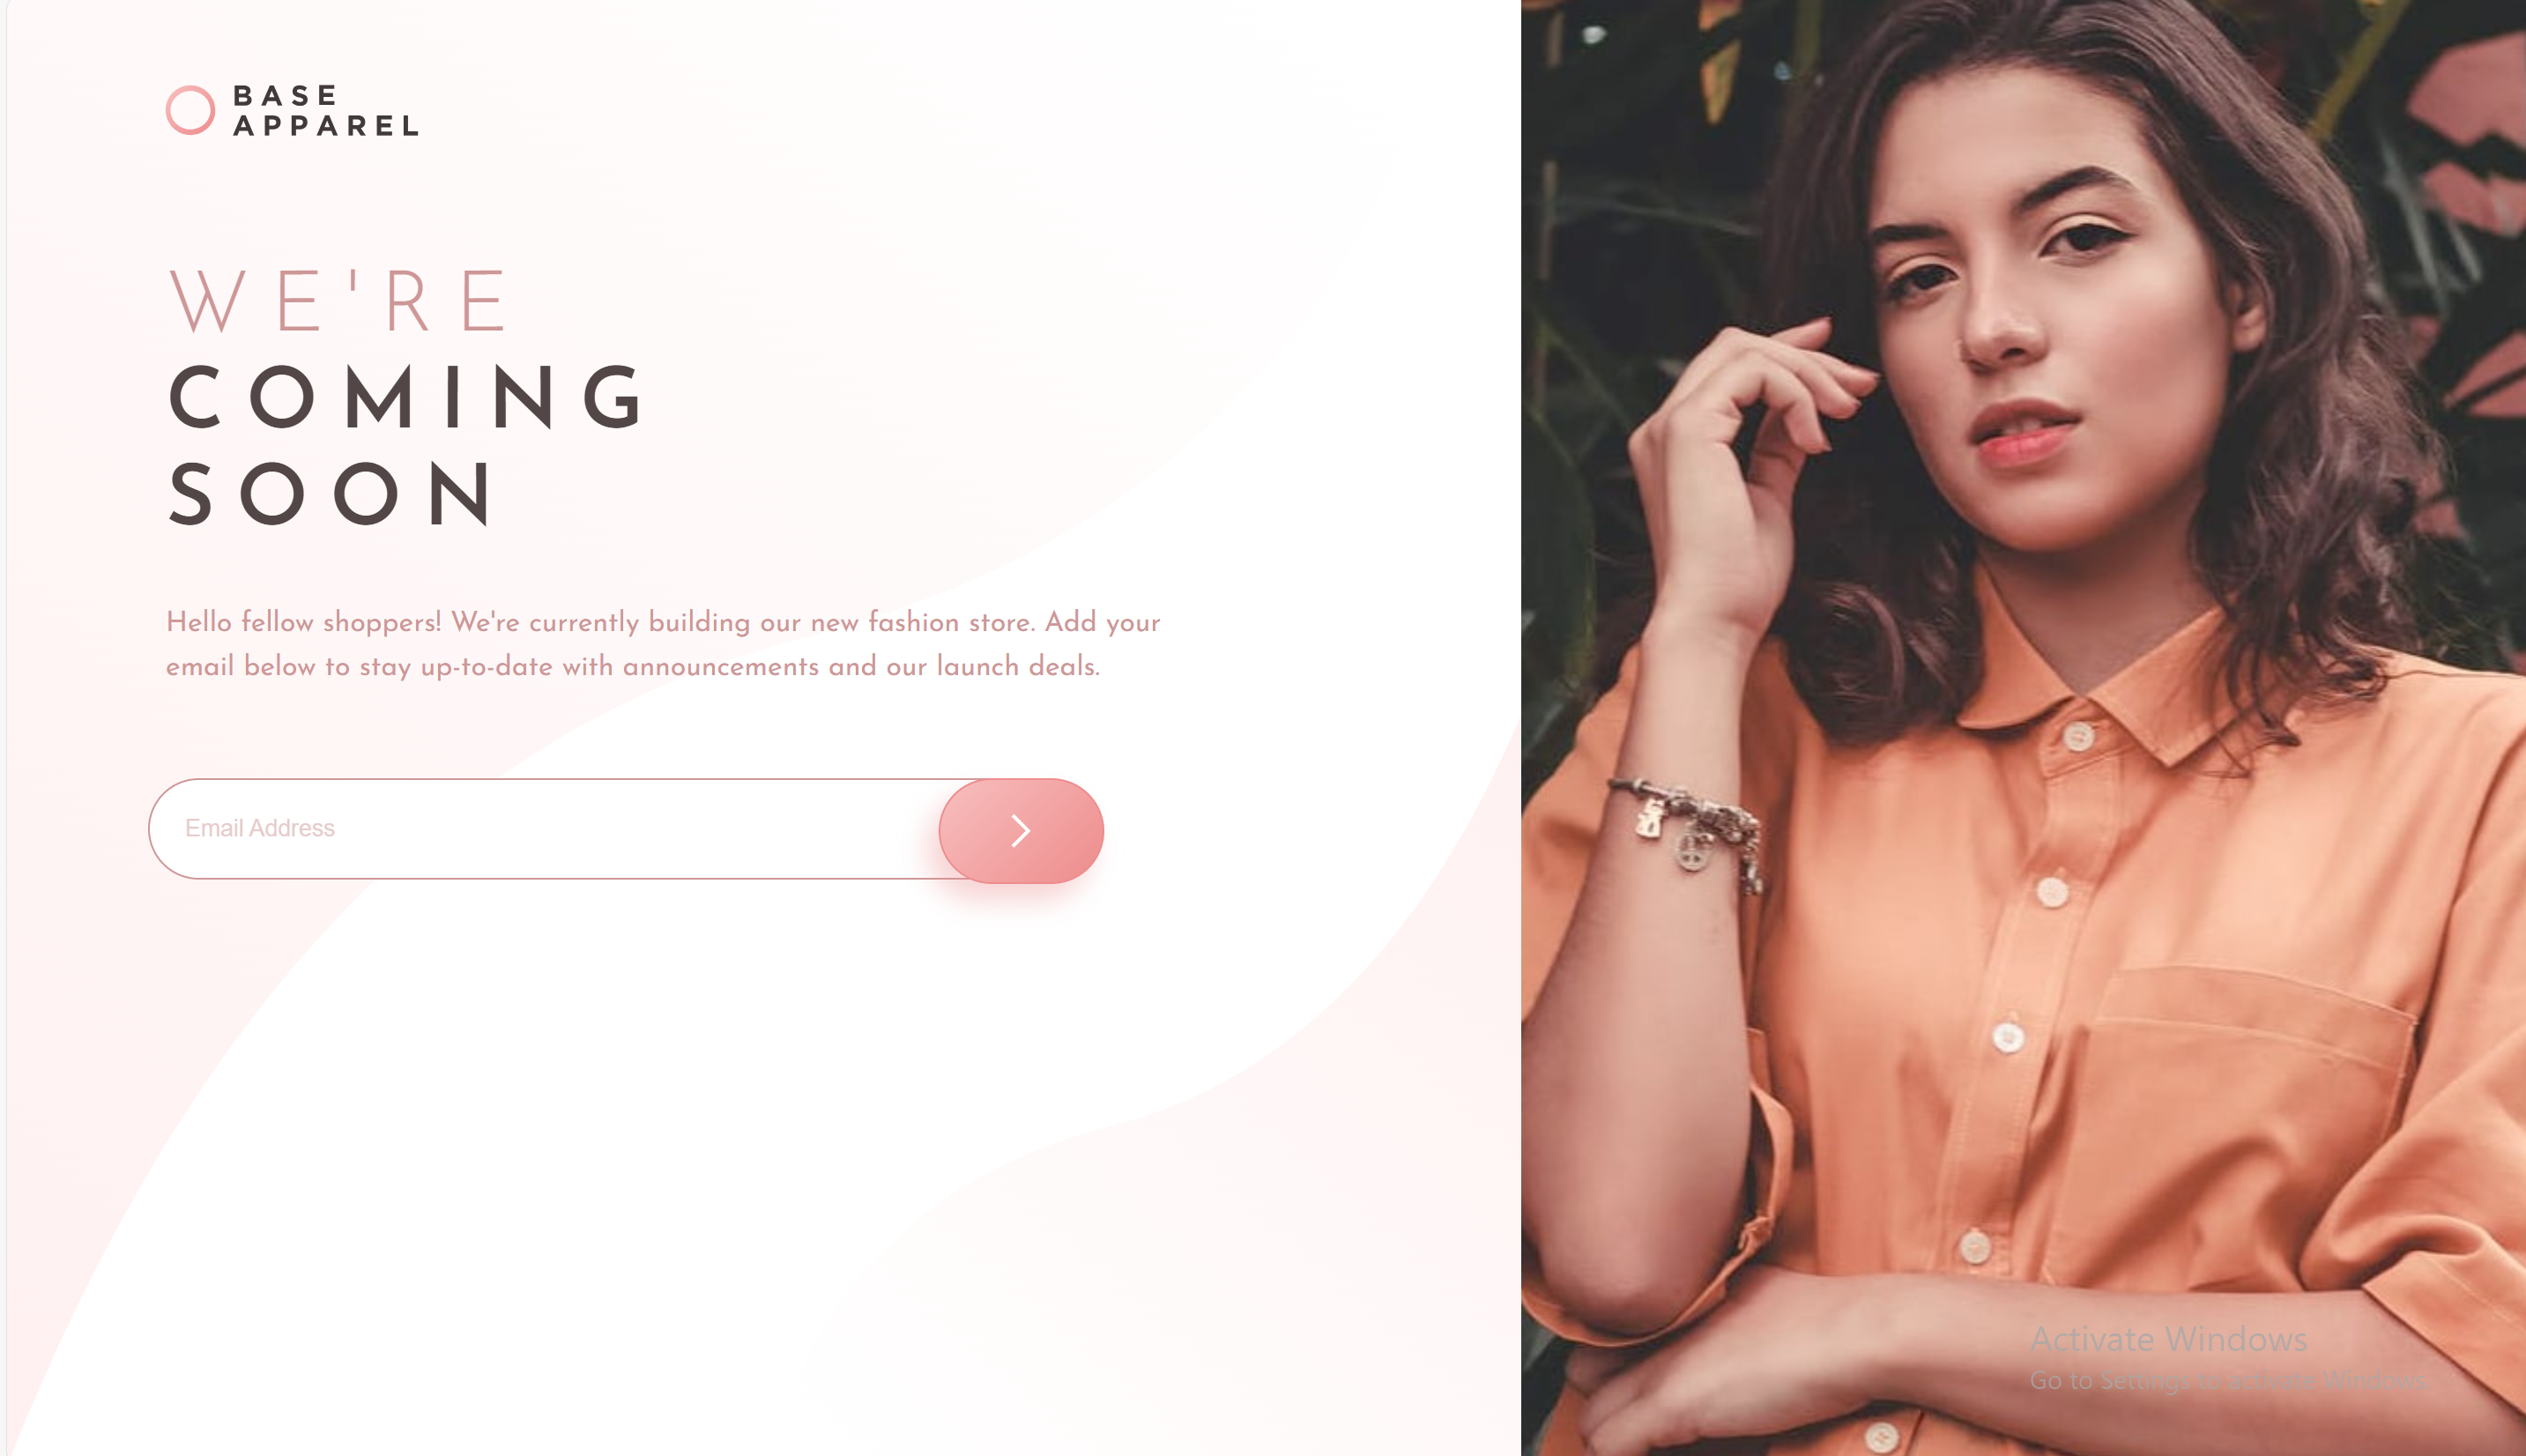 BASE
APPAREL
WE'RE
COMING
SOON
Hello fellow shoppers! We're currently building our new fashion store. Add your
email below to stay up-to-date with announcements and our launch deals.
Email Address
Activate Windows
Go to Settings to activate Windows.